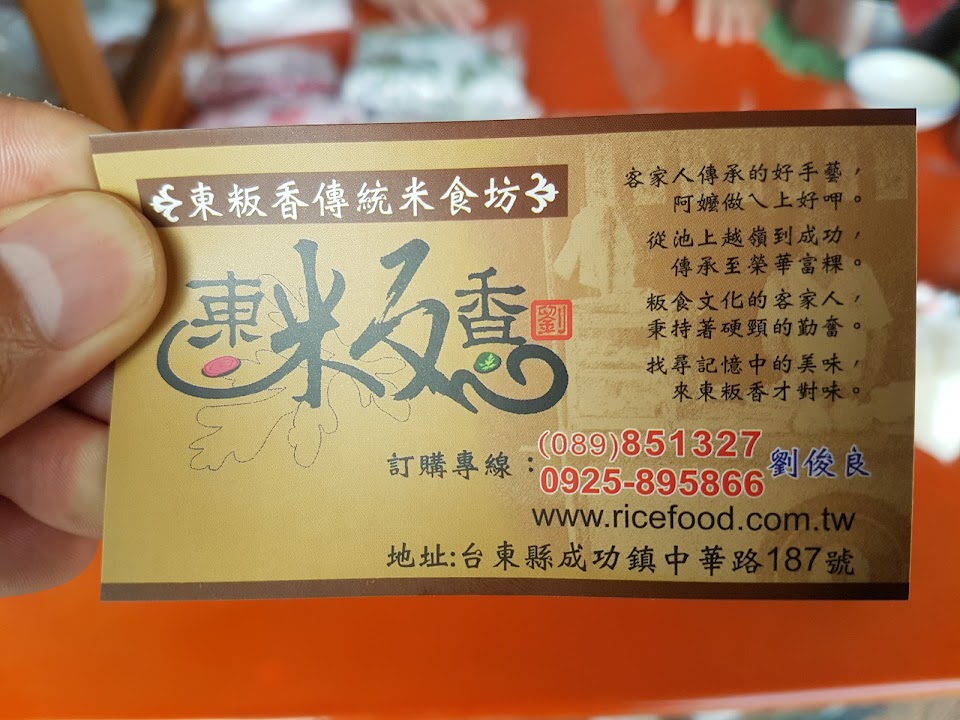 東粄香傳統米食坊
東粄香
劉
客家人傳承的好手藝，
阿嬤做ㄟ上好呷。
從池上越嶺到成功，
傳承至榮華富粿。
粄食文化的客家人，
秉持著硬頸的勤奮。
找尋記憶中的美味，
來東粄香才對味。
訂購專線：(089)851327
0925-895866 劉俊良
www.ricefood.com.tw
地址:台東縣成功鎮中華路187號